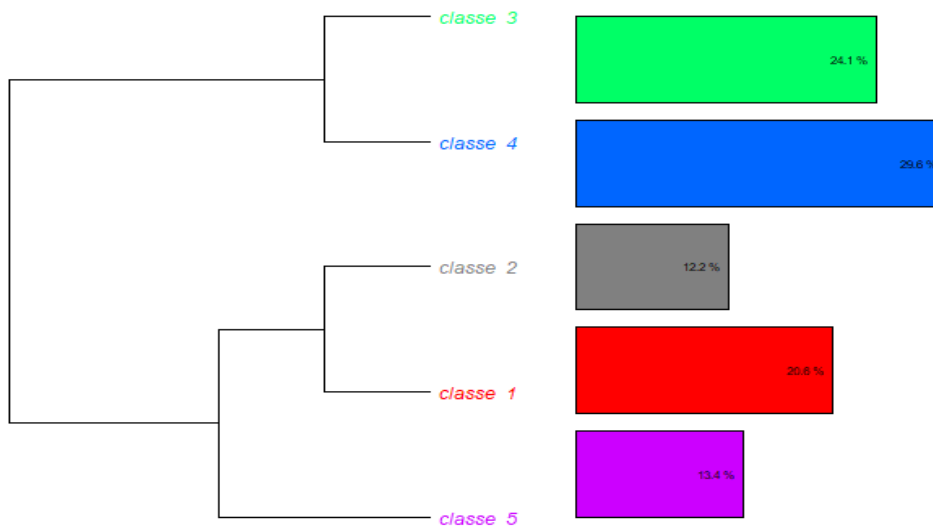 classe 3
24.1 %
classe 4
29.6 %
classe 2
12.2 %
classe 1
20.6 %
classe 5
13.4 %